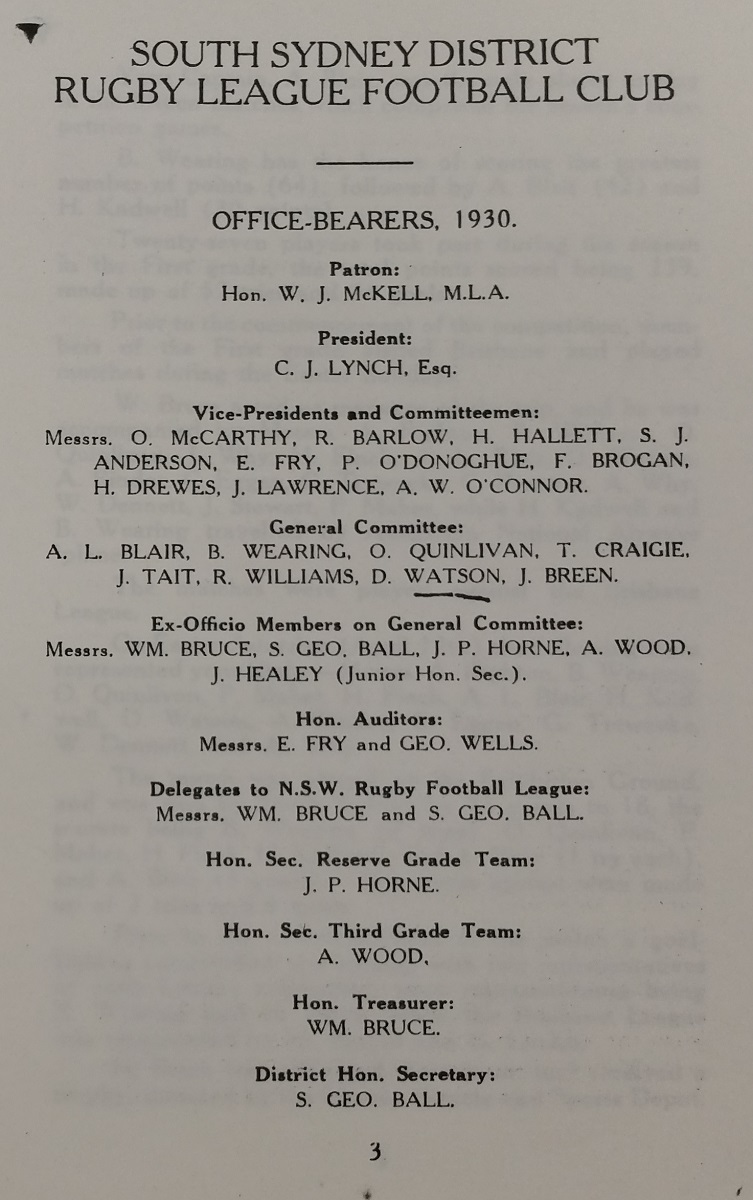 SOUTH SYDNEY DISTRICT
RUGBY LEAGUE FOOTBALL CLUB
OFFICE-BEARERS, 1930.
Patron:
Hon. W. J. McKELL, M.L.A.
President:
C. J. LYNCH, Esq.
Vice-Presidents and Committeemen:
Messrs. O. McCARTHY, R. BARLOW, H. HALLETT, S. J.
ANDERSON, E. FRY, P. O'DONOGHUE, F. BROGAN,
H. DREWES, J. LAWRENCE, A. W. O'CONNOR.
General Committee:
A. L. BLAIR, B. WEARING, O. QUINLIVAN, T. CRAIGIE,
J. TAIT, R. WILLIAMS, D. WATSON, J. BREEN.
Ex-Officio Members on General Committee:
Messrs. WM. BRUCE, S. GEO. BALL, J. P. HORNE, A. WOOD,
J. HEALEY (Junior Hon. Sec.).
Hon. Auditors:
Messrs. E. FRY and GEO. WELLS.
Delegates to N.S.W. Rugby Football League:
Messrs. WM. BRUCE and S. GEO. BALL.
Hon. Sec. Reserve Grade Team:
J. P. HORNE.
Hon. Sec. Third Grade Team:
A. WOOD,
Hon. Treasurer:
WM. BRUCE.
District Hon. Secretary:
S. GEO. BALL.
3